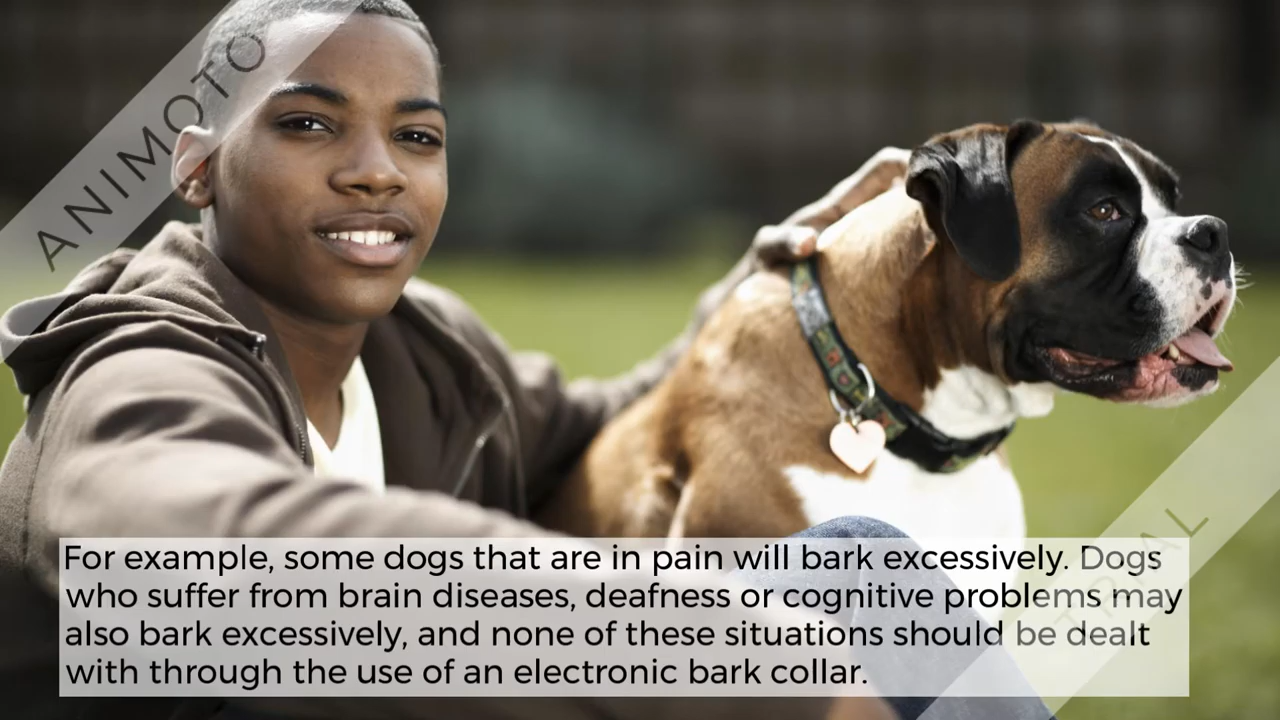 ANIMOTO
For example, some dogs that are in pain will bark excessively. Dogs
who suffer from brain diseases, deafness or cognitive problems may
also bark excessively, and none of these situations should be dealt
with through the use of an electronic bark collar.
TRIAL